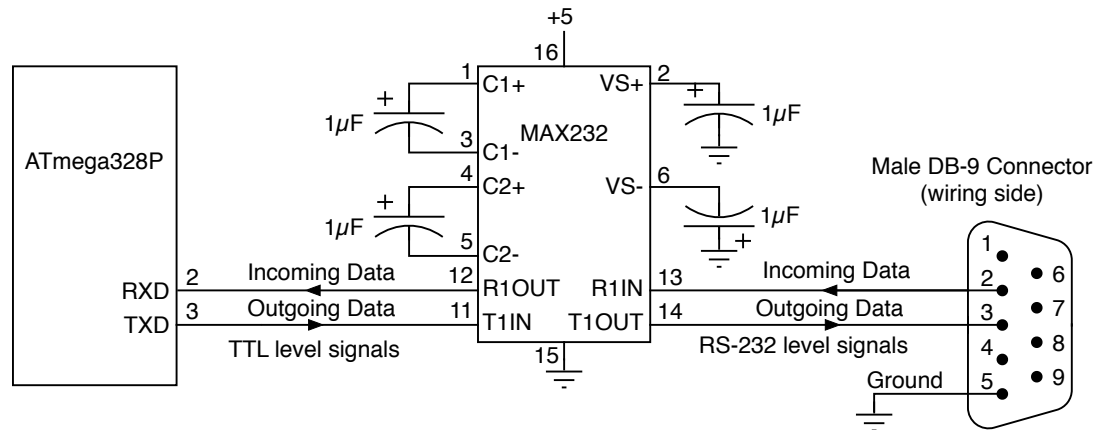 +5
16
1
C1+
VS+
2
+
1µF
+
1µF
MAX232
3
C1-
ATmega328P
4
C2+
VS-
6
Male DB-9 Connector
(wiring side)
+
1µF
1µF
+
5
C2-
1
6
RXD
2
Incoming Data
12
R1OUT
R1IN
13
Incoming Data
2
7
TXD
3
Outgoing Data
11
T1IN
T1OUT
14
Outgoing Data
3
8
TTL level signals
15
RS-232 level signals
4
9
Ground
5